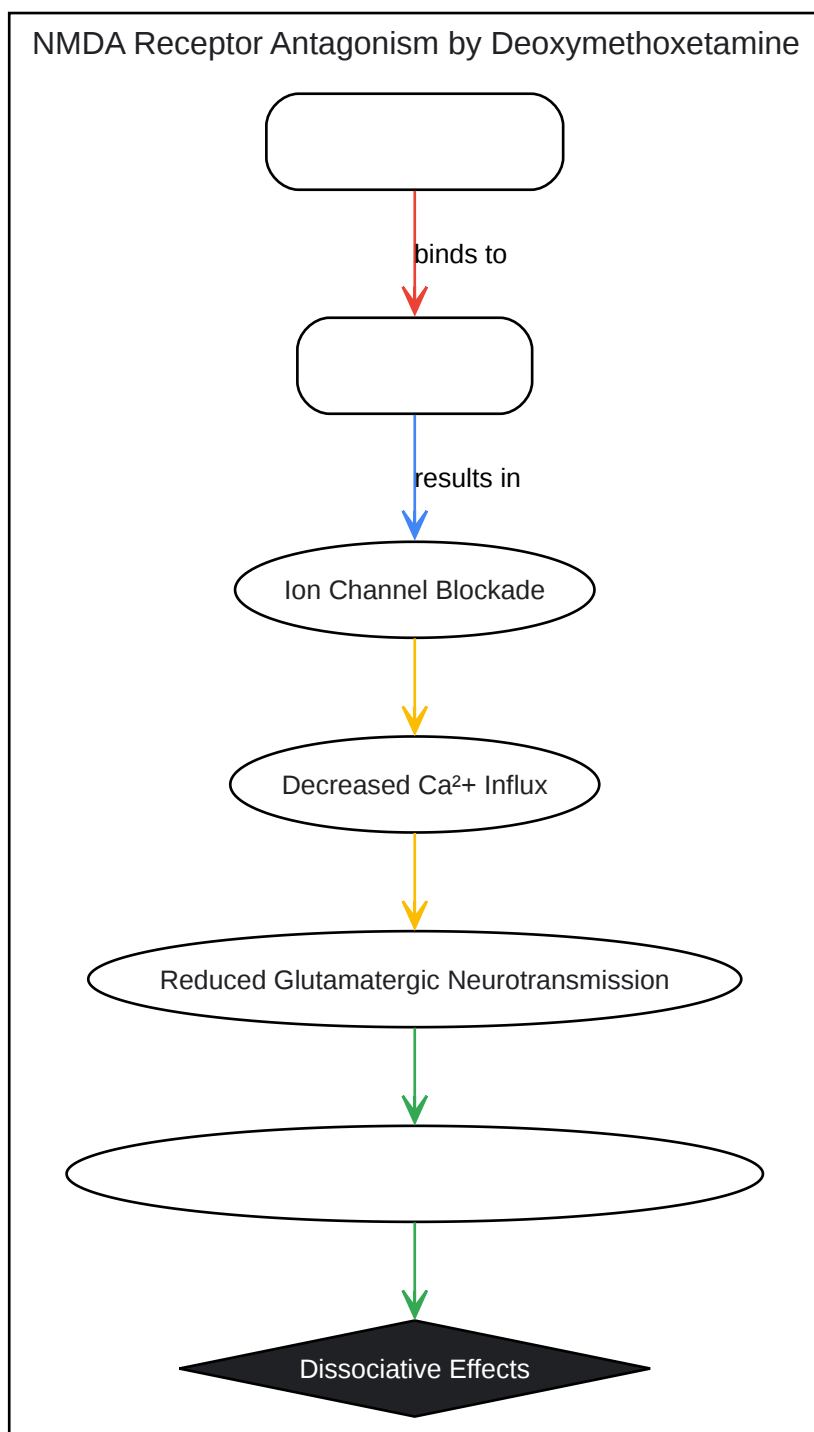 NMDA Receptor Antagonism by Deoxymethoxetamine
binds to
results in
Ion Channel Blockade
Decreased Ca²+ Influx
Reduced Glutamatergic Neurotransmission
Dissociative Effects